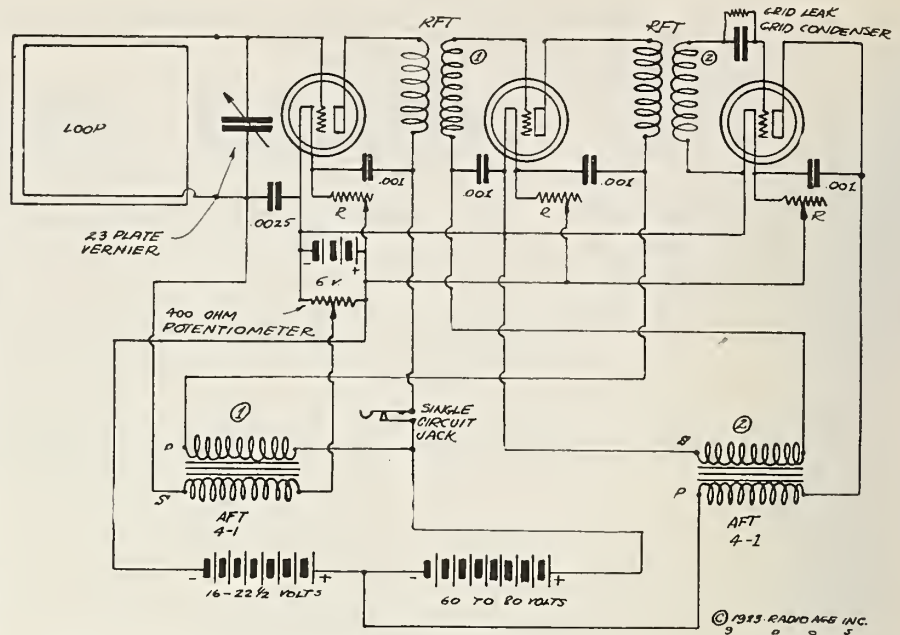 RFT
RFT
GRID LEAK
GRID CONDENSER
①
②
LOOP
.001
.001
.001
.001
.0025
R
R
R
23 PLATE
VERNIER
- +
6 V.
400 OHM
POTENTIOMETER
①
SINGLE
CIRCUIT
JACK
②
P
S
S
P
AFT
4-1
AFT
4-1
- +
16-22½ VOLTS
- +
60 TO 80 VOLTS
© 1923 RADIO AGE INC.